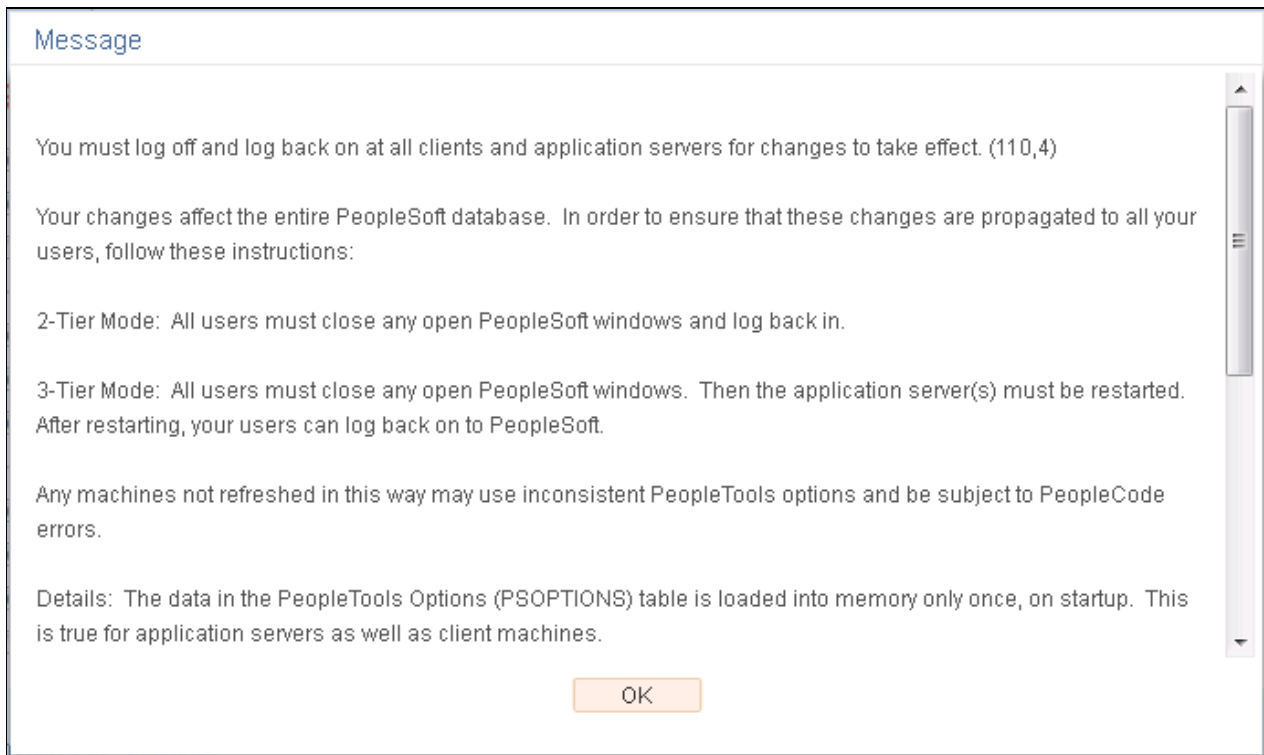 Message
You must log off and log back on at all clients and application servers for changes to take effect. (110,4)
Your changes affect the entire PeopleSoft database.  In order to ensure that these changes are propagated to all your
users, follow these instructions:
2-Tier Mode:  All users must close any open PeopleSoft windows and log back in.
3-Tier Mode:  All users must close any open PeopleSoft windows.  Then the application server(s) must be restarted.
After restarting, your users can log back on to PeopleSoft.
Any machines not refreshed in this way may use inconsistent PeopleTools options and be subject to PeopleCode
errors.
Details:  The data in the PeopleTools Options (PSOPTIONS) table is loaded into memory only once, on startup.  This
is true for application servers as well as client machines.
OK